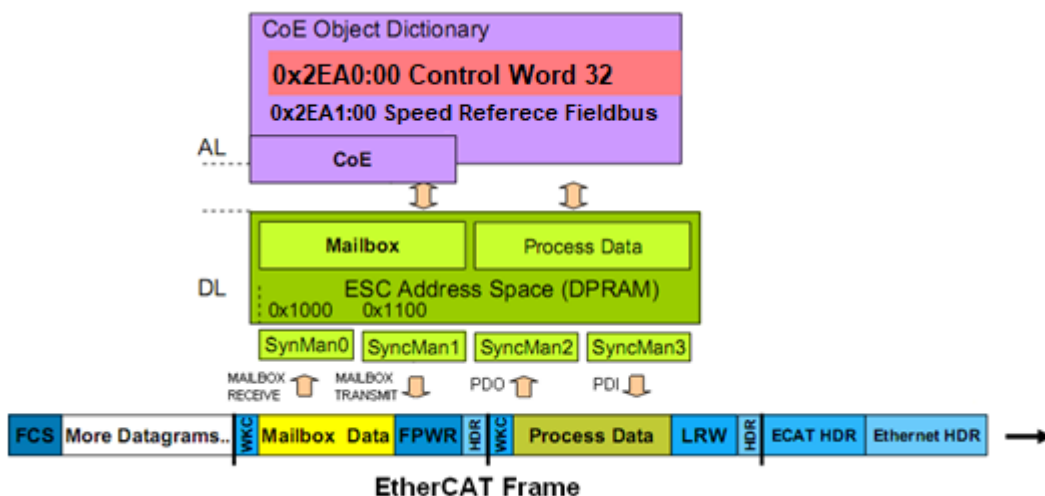 CoE Object Dictionary
0x2EA0:00 Control Word 32
0x2EA1:00 Speed Referece Fieldbus
AL
CoE
Mailbox
Process Data
DL
ESC Address Space (DPRAM)
0x1000 0x1100
SynMan0
SyncMan1
SyncMan2
SyncMan3
MAILBOX
RECEIVE
MAILBOX
TRANSMIT
PDO
PDI
FCS
More Datagrams..
WKC
Mailbox Data
FPWR
HDR
WKC
Process Data
LRW
HDR
ECAT HDR
Ethernet HDR
EtherCAT Frame